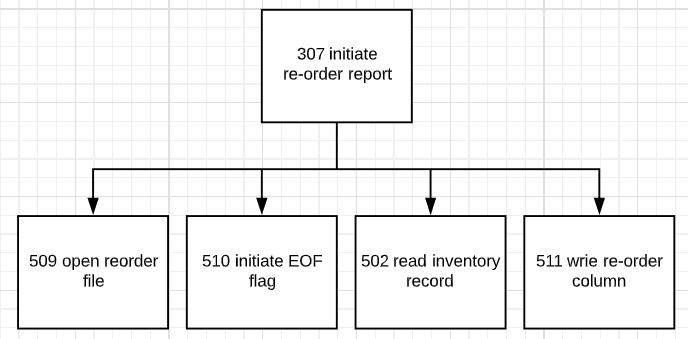 307 initiate
re-order report
509 open reorder
file
510 initiate EOF
flag
502 read inventory
record
511 wrie re-order
column